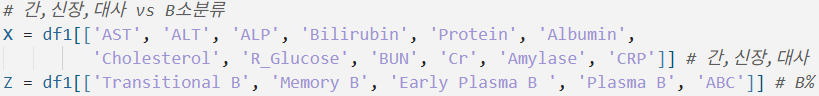 # 간,신장,대사 vs B소분류
X = df1[['AST', 'ALT', 'ALP', 'Bilirubin', 'Protein', 'Albumin',
'Cholesterol', 'R_Glucose', 'BUN', 'Cr', 'Amylase', 'CRP']] # 간,신장,대사
Z = df1[['Transitional B', 'Memory B', 'Early Plasma B ', 'Plasma B', 'ABC']] # B%